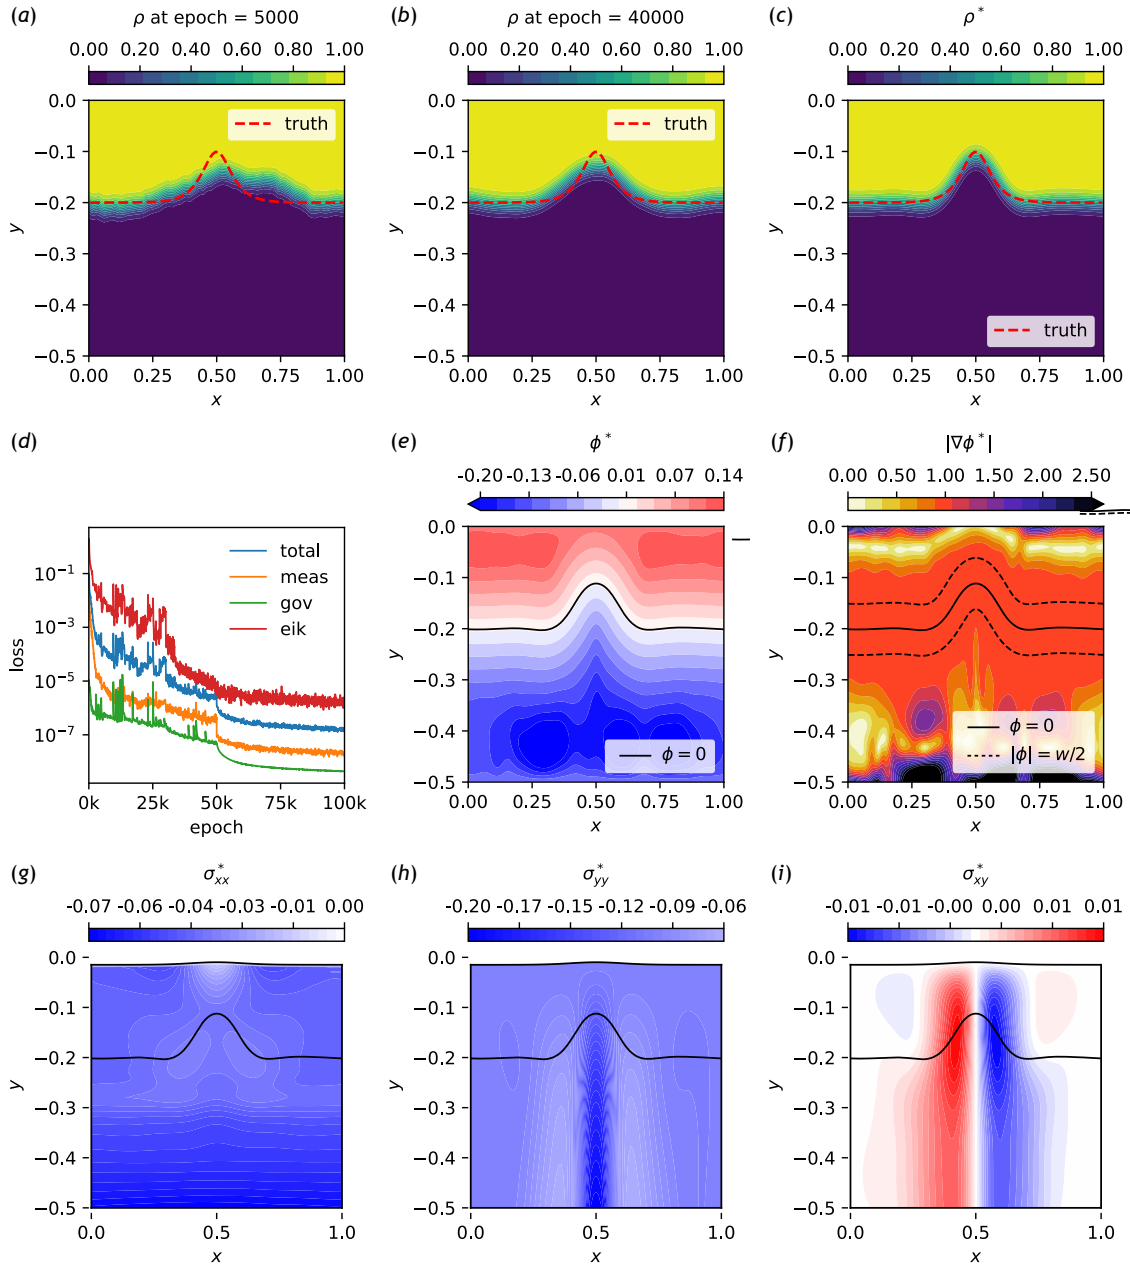 (a) ρ at epoch = 5000
0.00 0.20 0.40 0.60 0.80 1.00
truth
0.0
−0.1
−0.2
−0.3
−0.4
−0.5
y
0.00 0.25 0.50 0.75 1.00
x
(b) ρ at epoch = 40000
0.00 0.20 0.40 0.60 0.80 1.00
truth
0.0
−0.1
−0.2
−0.3
−0.4
−0.5
y
0.00 0.25 0.50 0.75 1.00
x
(c) ρ*
0.00 0.20 0.40 0.60 0.80 1.00
truth
0.0
−0.1
−0.2
−0.3
−0.4
−0.5
y
0.00 0.25 0.50 0.75 1.00
x
(d)
total
meas
gov
eik
10⁻¹
10⁻³
10⁻⁵
10⁻⁷
loss
0k 25k 50k 75k 100k
epoch
(e) ϕ*
-0.20 -0.13 -0.06 0.01 0.07 0.14
0.0
−0.1
−0.2
−0.3
−0.4
−0.5
y
ϕ = 0
0.00 0.25 0.50 0.75 1.00
x
(f) |∇ϕ*|
0.00 0.50 1.00 1.50 2.00 2.50
0.0
−0.1
−0.2
−0.3
−0.4
−0.5
y
ϕ = 0
|ϕ| = w/2
0.00 0.25 0.50 0.75 1.00
x
(g) σ*xx
-0.07 -0.06 -0.04 -0.03 -0.01 0.00
0.0
−0.1
−0.2
−0.3
−0.4
−0.5
y
0.0 0.5 1.0
x
(h) σ*yy
-0.20 -0.17 -0.15 -0.12 -0.09 -0.06
0.0
−0.1
−0.2
−0.3
−0.4
−0.5
y
0.0 0.5 1.0
x
(i) σ*xy
-0.01 -0.01 -0.00 0.00 0.01 0.01
0.0
−0.1
−0.2
−0.3
−0.4
−0.5
y
0.0 0.5 1.0
x